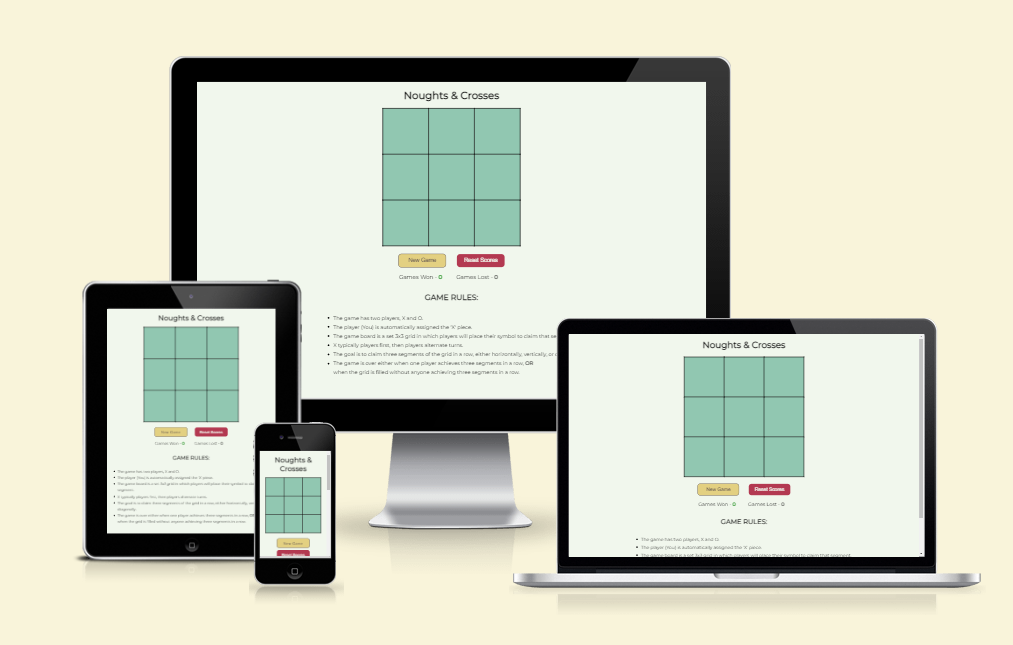 Noughts & Crosses
New Game Reset Scores
Games Won - 0 Games Lost - 0
GAME RULES:
• The game has two players, X and O.
• The player (You) is automatically assigned the 'X' piece.
• The game board is a set 3x3 grid in which players will place their symbol to claim that se
• X typically players first, then players alternate turns.
• The goal is to claim three segments of the grid in a row, either horizontally, vertically, or
• The game is over either when one player achieves three segments in a row, OR
when the grid is filled without anyone achieving three segments in a row.
Noughts & Crosses
New Game Reset Scores
Games Won - 0 Games Lost - 0
GAME RULES:
• The game has two players, X and O.
• The player (You) is automatically assigned the 'X' piece.
• The game board is a set 3x3 grid in which players will place their symbol to
segment.
• X typically players first, then players alternate turns.
• The goal is to claim three segments of the grid in a row, either horizontally,
diagonally.
• The game is over either when one player achieves three segments in a row,
when the grid is filled without anyone achieving three segments in a row.
Noughts &
Crosses
New Game
Reset Scores
Noughts & Crosses
New Game Reset Scores
Games Won - 0 Games Lost - 0
GAME RULES:
• The game has two players, X and O.
• The player (You) is automatically assigned the 'X' piece.
• The game board is a set 3x3 grid in which players will place their symbol to claim that segment